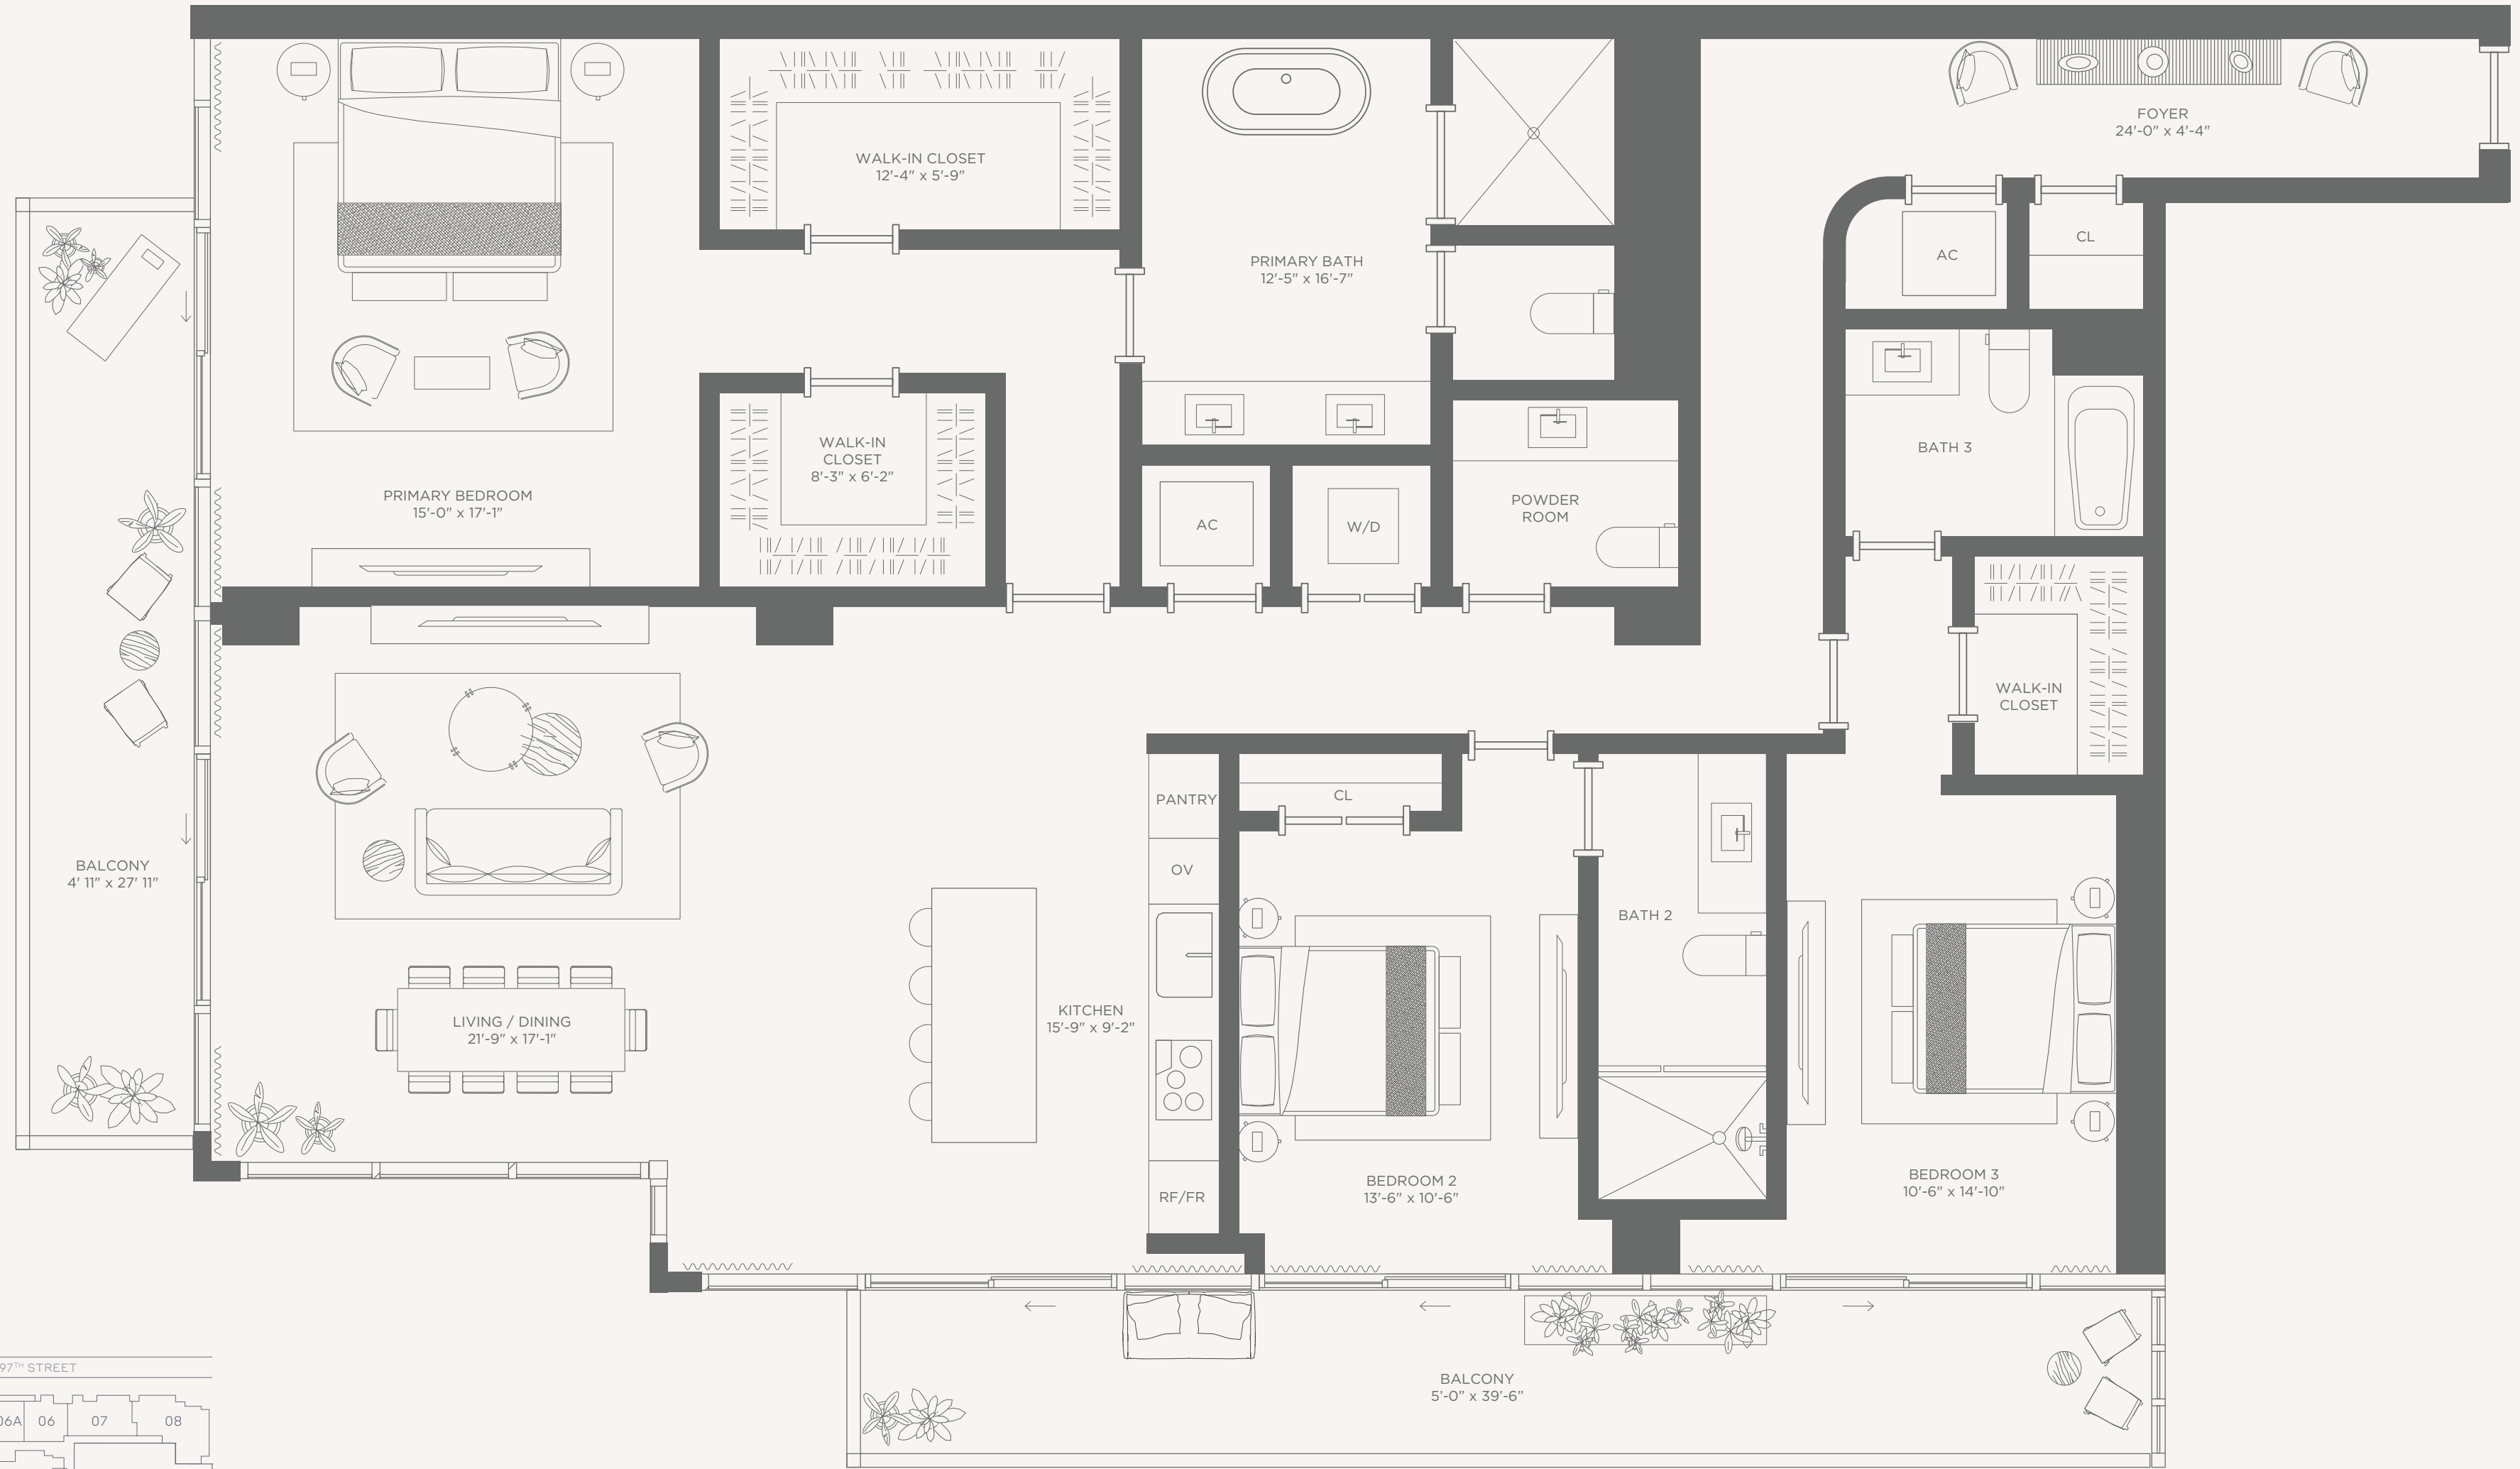 FOYER
24'-0" x 4'-4"
WALK-IN CLOSET
12'-4" x 5'-9"
PRIMARY BATH
12'-5" x 16'-7"
AC
CL
WALK-IN
CLOSET
8'-3" x 6'-2"
BATH 3
PRIMARY BEDROOM
15'-0" x 17'-1"
AC
W/D
POWDER
ROOM
WALK-IN
CLOSET
PANTRY
CL
BALCONY
4' 11" x 27' 11"
OV
BATH 2
LIVING / DINING
21'-9" x 17'-1"
KITCHEN
15'-9" x 9'-2"
RF/FR
BEDROOM 2
13'-6" x 10'-6"
BEDROOM 3
10'-6" x 14'-10"
BALCONY
5'-0" x 39'-6"
97TH STREET
06A 06 07 08